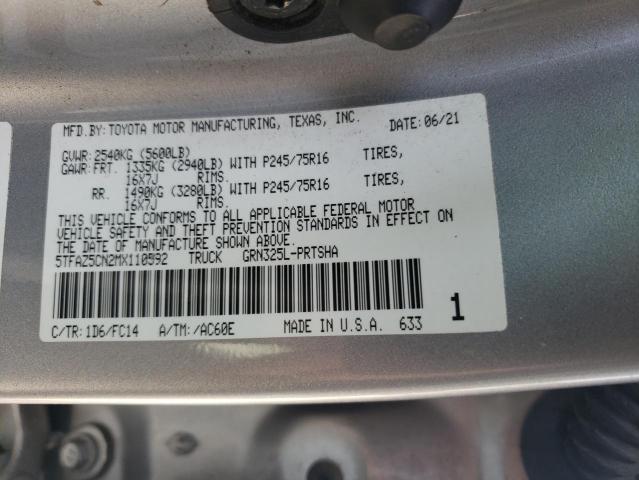 MFD.BY: TOYOTA MOTOR MANUFACTURING, TEXAS, INC. DATE: 06/21
GVWR: 2540KG (5600LB)
GAWR: FRT. 1335KG (2940LB) WITH P245/75R16 TIRES,
16X7J RIMS.
RR. 1490KG (3280LB) WITH P245/75R16 TIRES,
16X7J RIMS.
THIS VEHICLE CONFORMS TO ALL APPLICABLE FEDERAL MOTOR
VEHICLE SAFETY AND THEFT PREVENTION STANDARDS IN EFFECT ON
THE DATE OF MANUFACTURE SHOWN ABOVE.
5TFAZ5CN2MX110592 TRUCK GRN325L-PRTSHA
C/TR: 1D6/FC14 A/TM: /AC60E MADE IN U.S.A. 633 1